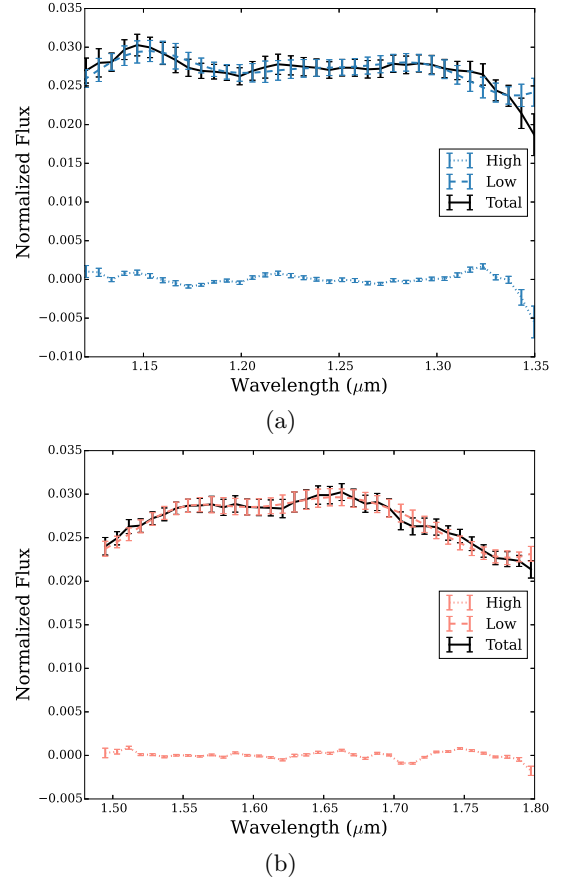 0.035
0.030
0.025
0.020
0.015
0.010
0.005
0.000
−0.005
−0.010
Normalized Flux
High
Low
Total
1.15 1.20 1.25 1.30 1.35
Wavelength (μm)
(a)
0.035
0.030
0.025
0.020
0.015
0.010
0.005
0.000
−0.005
Normalized Flux
High
Low
Total
1.50 1.55 1.60 1.65 1.70 1.75 1.80
Wavelength (μm)
(b)